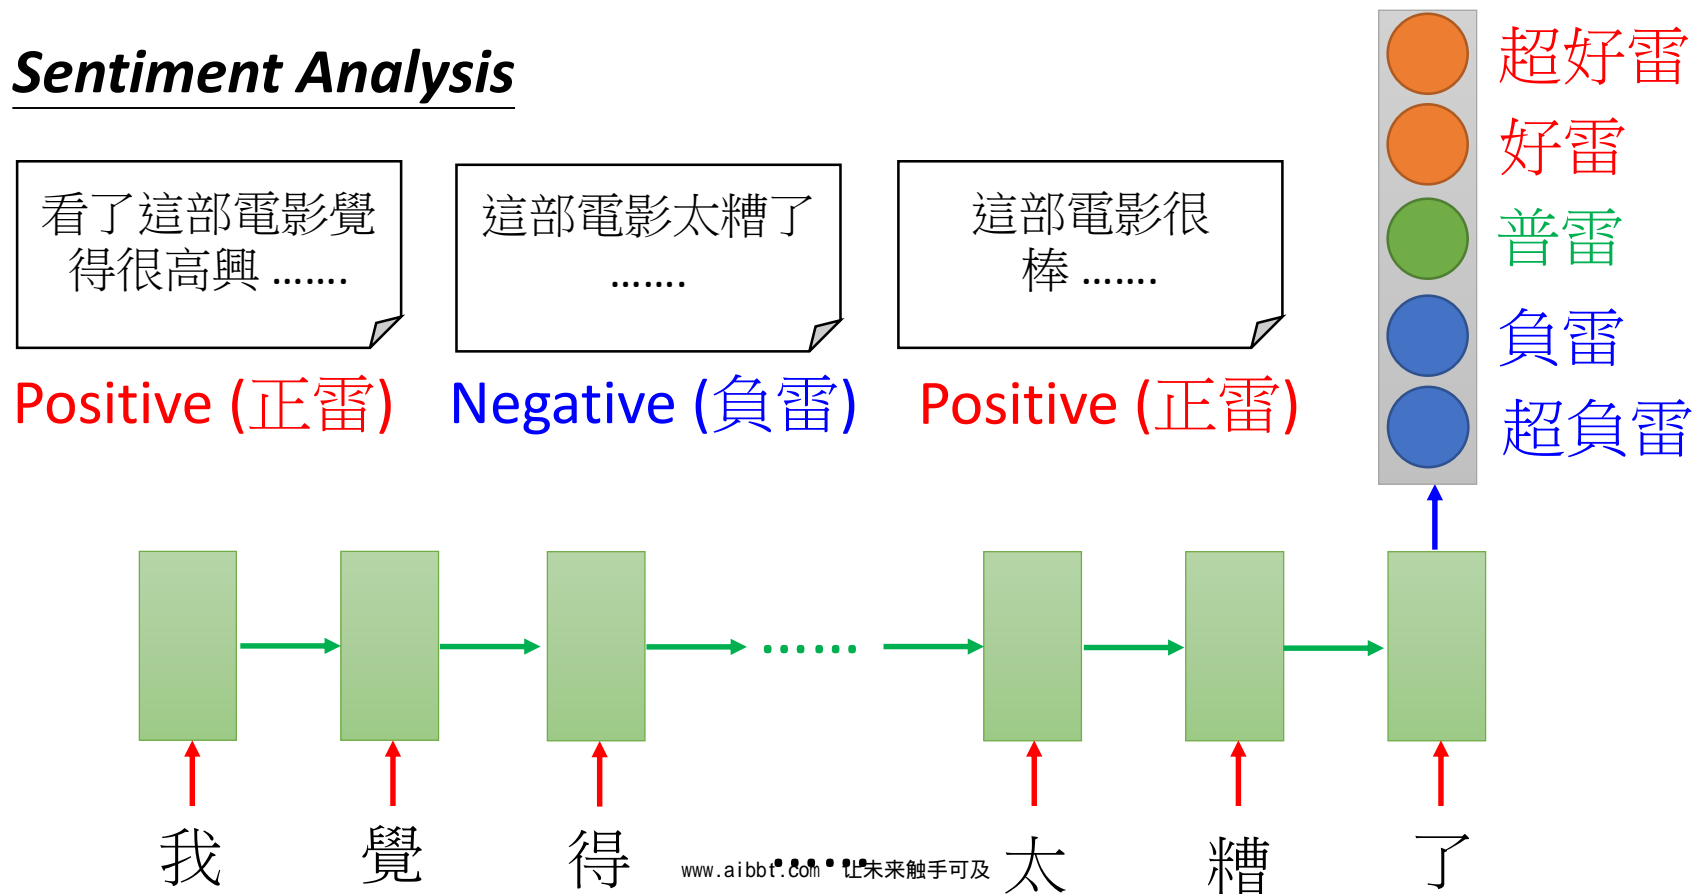 Sentiment Analysis
看了這部電影覺
得很高興 …….
Positive (正雷)
這部電影太糟了
…….
Negative (負雷)
這部電影很
棒 …….
Positive (正雷)
超好雷
好雷
普雷
負雷
超負雷
……
我 覺 得 …… 太 糟 了
www.aibbt.com 让未来触手可及